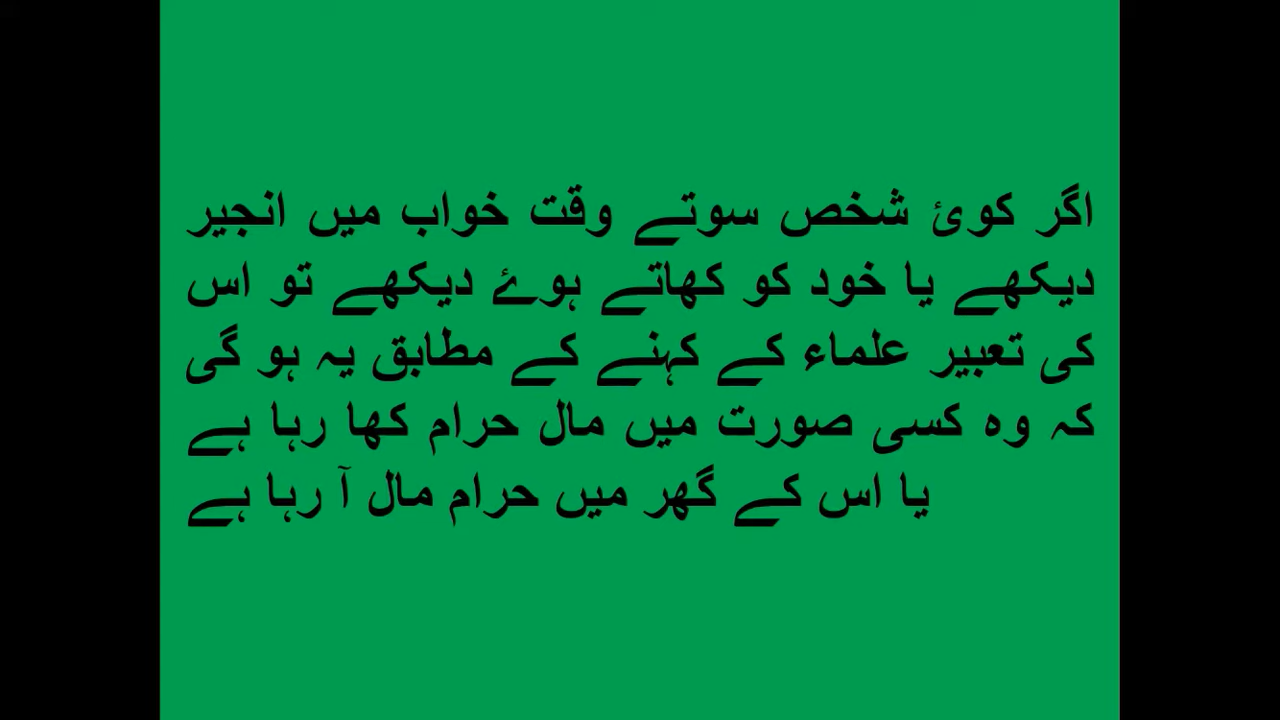 اگر کوئ شخص سوتے وقت خواب میں انجیر
دیکھے یا خود کو کھاتے ہوۓ دیکھے تو اس
کی تعبیر علماء کے کہنے کے مطابق یہ ہو گی
کہ وہ کسی صورت میں مال حرام کھا رہا ہے
یا اس کے گھر میں حرام مال آ رہا ہے